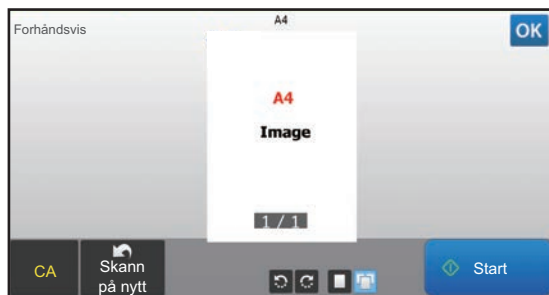 A4
Forhåndsvis
OK
A4
Image
1 / 1
CA
Skann
på nytt
Start